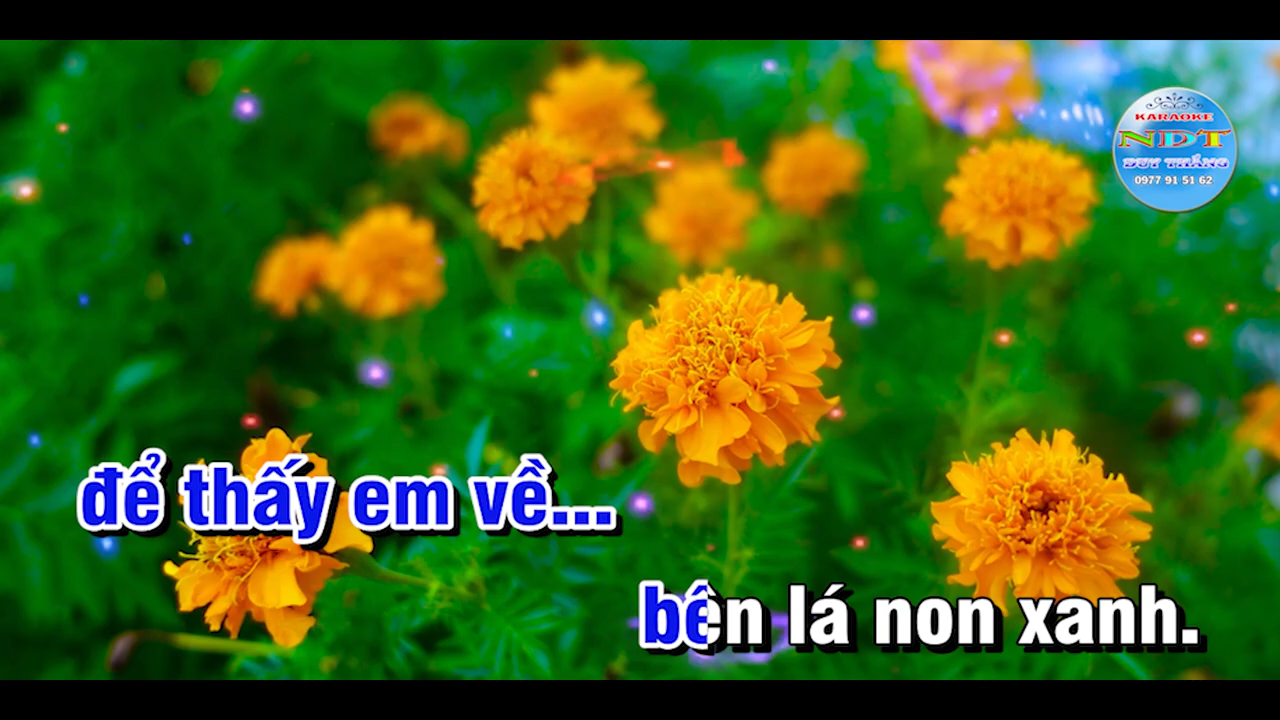 KARAOKE
NDT
DUY THẮNG
0977 91 51 62
để thấy em về...
bên lá non xanh.